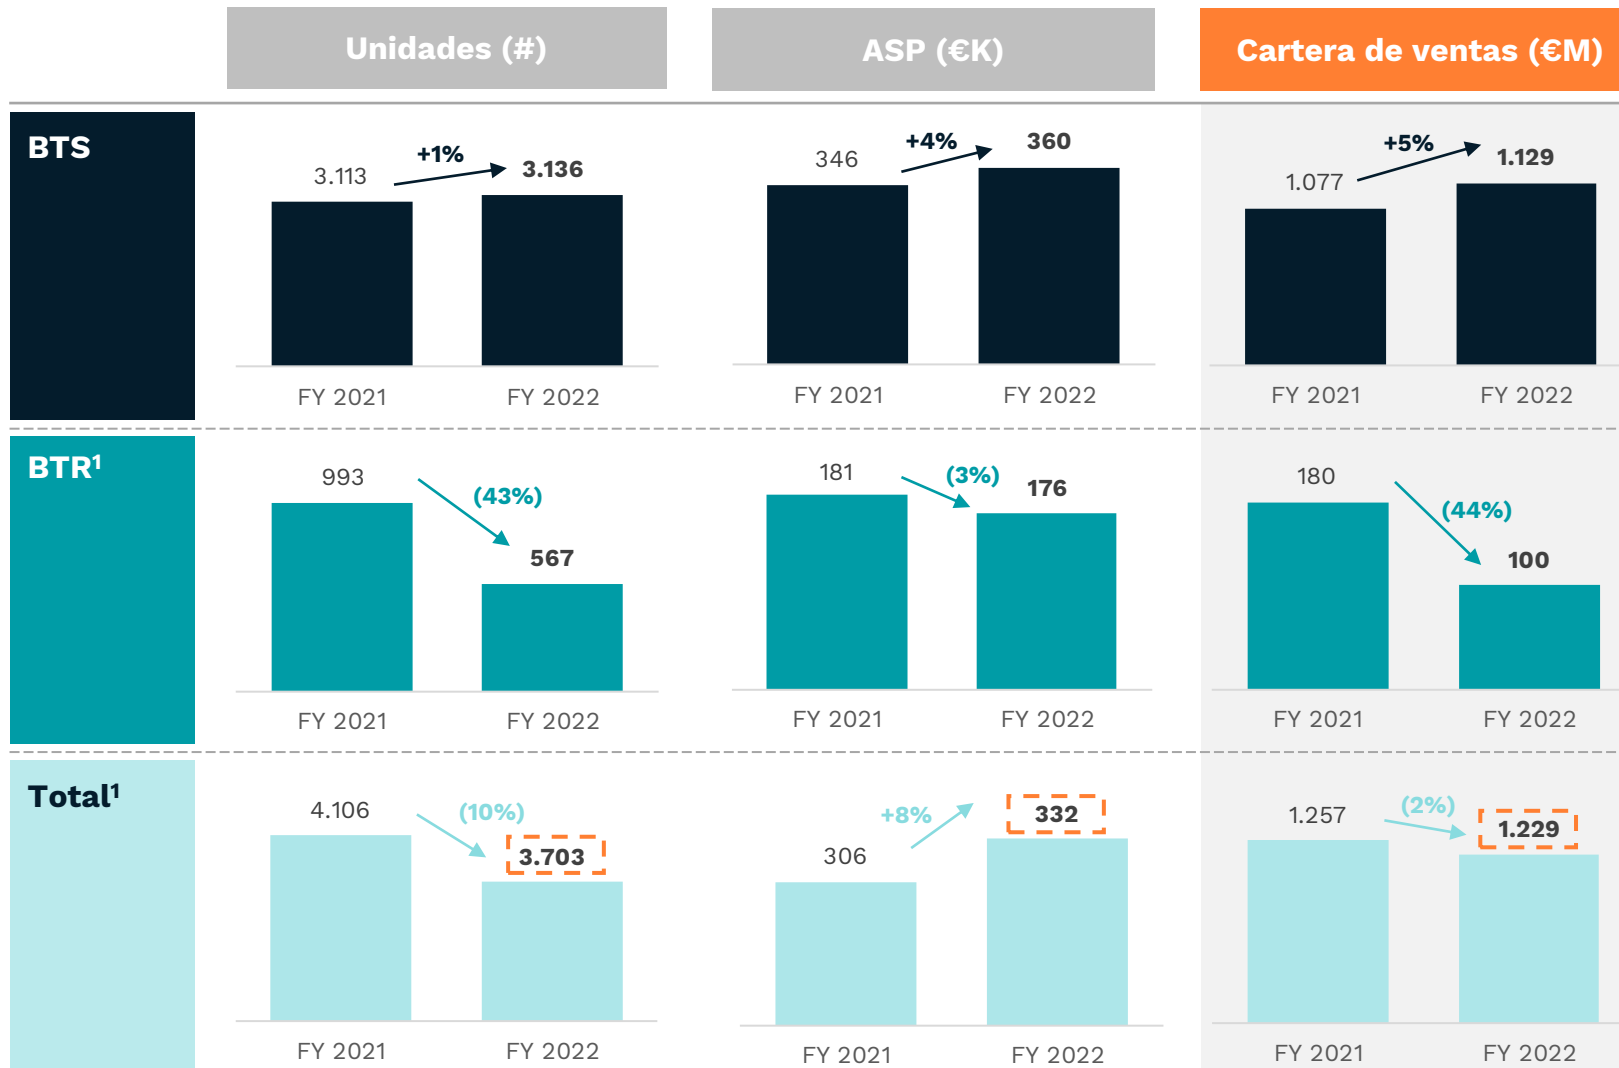 Unidades (#)
ASP (€K)
Cartera de ventas (€M)
BTS
3.113
+1%
3.136
FY 2021
FY 2022
346
+4%
360
FY 2021
FY 2022
1.077
+5%
1.129
FY 2021
FY 2022
BTR¹
993
(43%)
567
FY 2021
FY 2022
181
(3%)
176
FY 2021
FY 2022
180
(44%)
100
FY 2021
FY 2022
Total¹
4.106
(10%)
3.703
FY 2021
FY 2022
306
+8%
332
FY 2021
FY 2022
1.257
(2%)
1.229
FY 2021
FY 2022